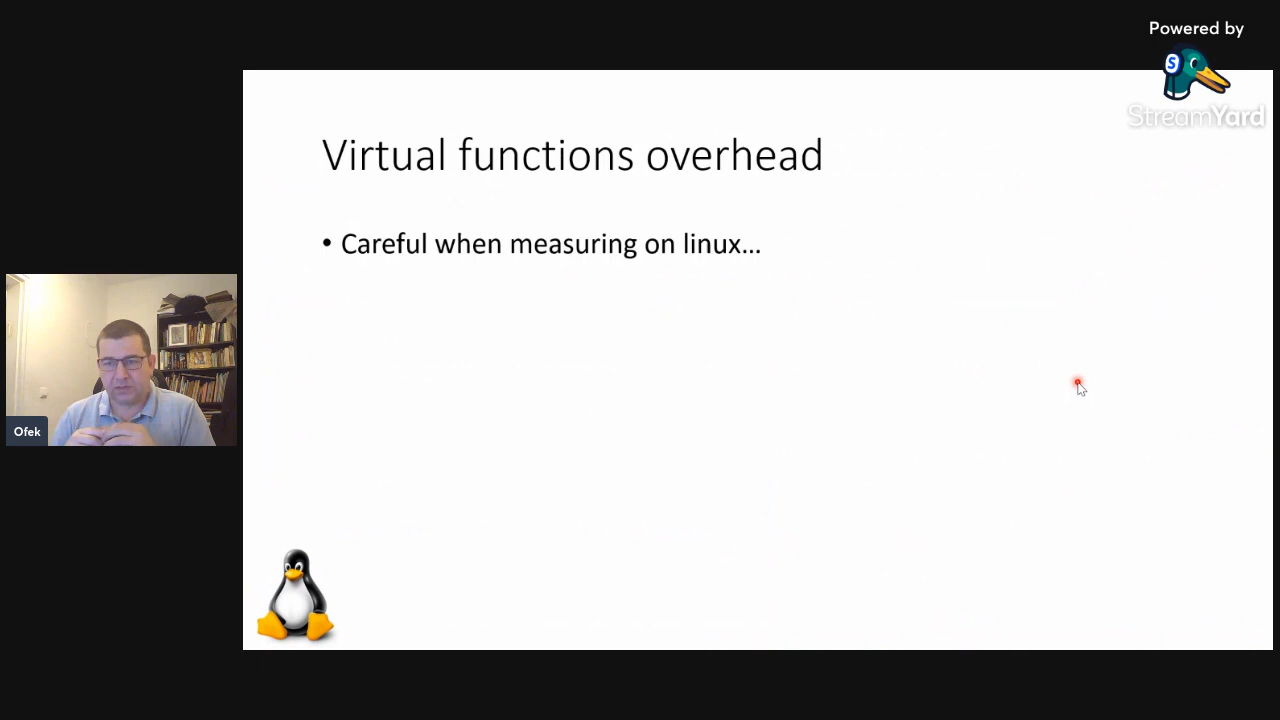 Powered by
StreamYard
Virtual functions overhead
• Careful when measuring on linux...
Ofek